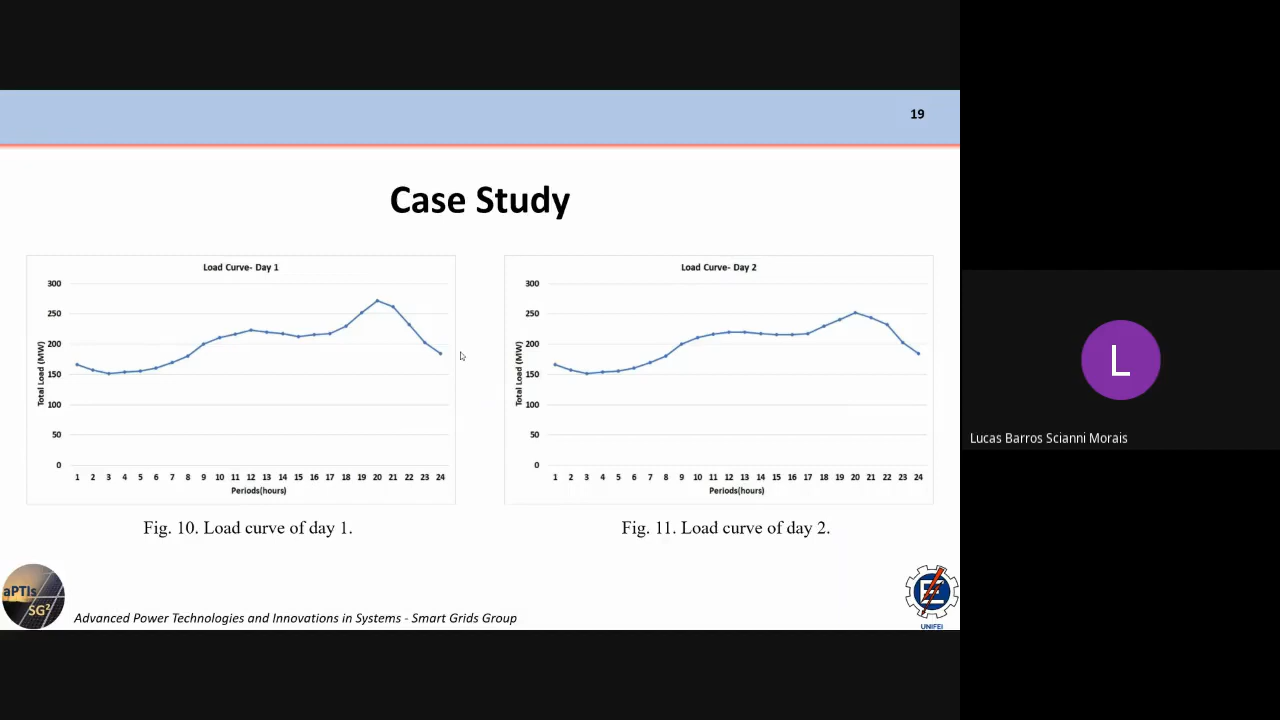 19
Case Study
Load Curve- Day 1
300
250
200
150
100
50
0
Total Load (MW)
1 2 3 4 5 6 7 8 9 10 11 12 13 14 15 16 17 18 19 20 21 22 23 24
Periods(hours)
Fig. 10. Load curve of day 1.
Load Curve- Day 2
300
250
200
150
100
50
0
Total Load (MW)
1 2 3 4 5 6 7 8 9 10 11 12 13 14 15 16 17 18 19 20 21 22 23 24
Periods(hours)
Fig. 11. Load curve of day 2.
aPTIs
SG²
Advanced Power Technologies and Innovations in Systems - Smart Grids Group
UNIFEI
L
Lucas Barros Scianni Morais